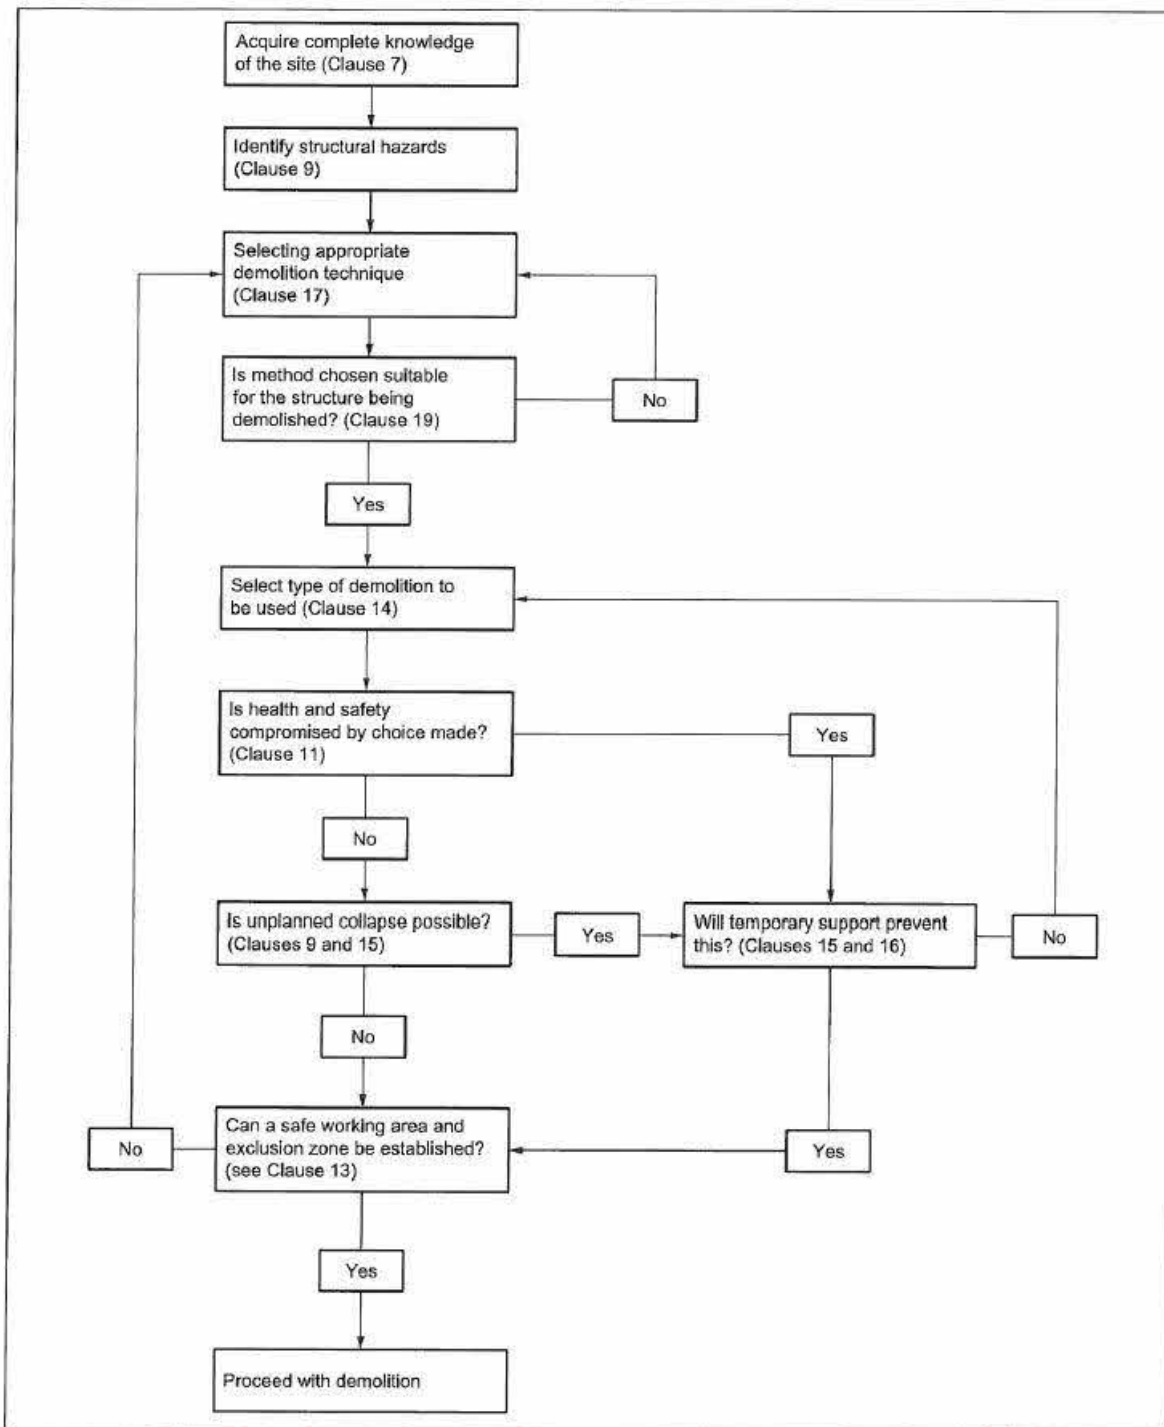 Acquire complete knowledge
of the site (Clause 7)
Identify structural hazards
(Clause 9)
Selecting appropriate
demolition technique
(Clause 17)
Is method chosen suitable
for the structure being
demolished? (Clause 19)
No
Yes
Select type of demolition to
be used (Clause 14)
Is health and safety
compromised by choice made?
(Clause 11)
Yes
No
Is unplanned collapse possible?
(Clauses 9 and 15)
Yes
Will temporary support prevent
this? (Clauses 15 and 16)
No
No
Can a safe working area and
exclusion zone be established?
(see Clause 13)
No
Yes
Yes
Proceed with demolition